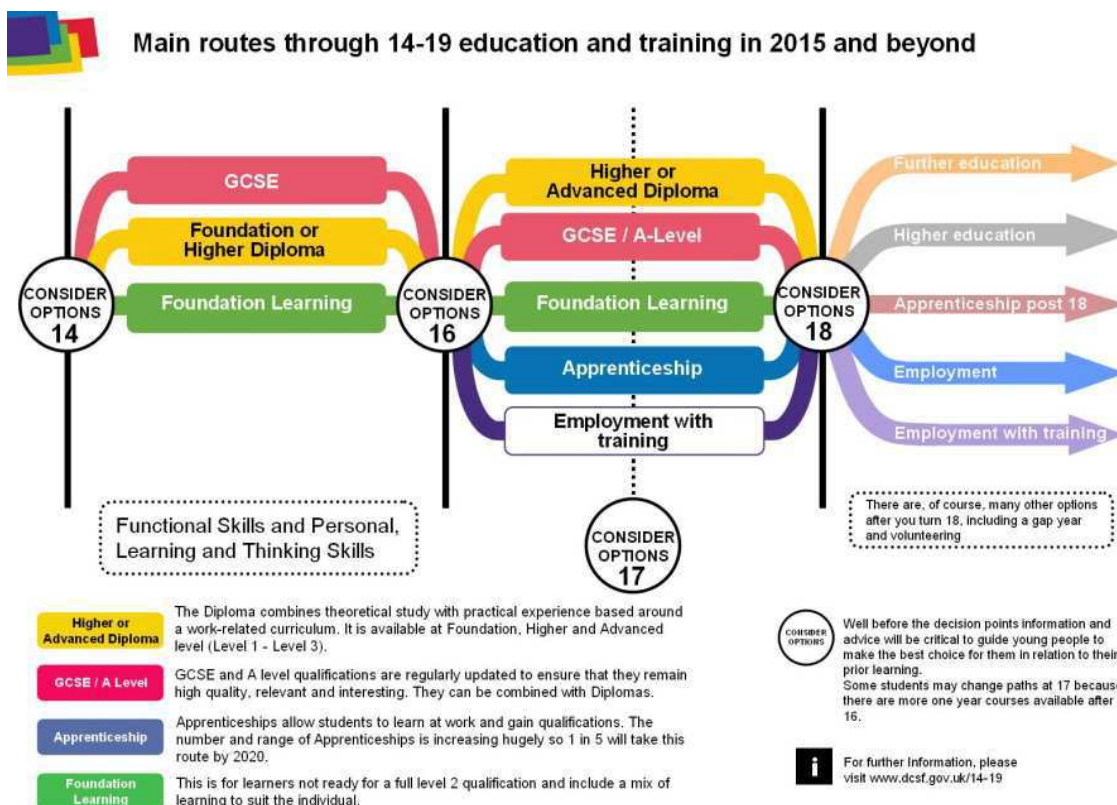 Main routes through 14-19 education and training in 2015 and beyond
GCSE
Foundation or
Higher Diploma
Foundation Learning
CONSIDER
OPTIONS
14
CONSIDER
OPTIONS
16
Higher or
Advanced Diploma
GCSE / A-Level
Foundation Learning
Apprenticeship
Employment with
training
CONSIDER
OPTIONS
18
Further education
Higher education
Apprenticeship post 18
Employment
Employment with training
Functional Skills and Personal,
Learning and Thinking Skills
CONSIDER
OPTIONS
17
There are, of course, many other options
after you turn 18, including a gap year
and volunteering
Higher or
Advanced Diploma
The Diploma combines theoretical study with practical experience based around
a work-related curriculum. It is available at Foundation, Higher and Advanced
level (Level 1 - Level 3).
GCSE / A Level
GCSE and A level qualifications are regularly updated to ensure that they remain
high quality, relevant and interesting. They can be combined with Diplomas.
Apprenticeship
Apprenticeships allow students to learn at work and gain qualifications. The
number and range of Apprenticeships is increasing hugely so 1 in 5 will take this
route by 2020.
Foundation
Learning
This is for learners not ready for a full level 2 qualification and include a mix of
learning to suit the individual.
CONSIDER
OPTIONS
Well before the decision points information and
advice will be critical to guide young people to
make the best choice for them in relation to their
prior learning.
Some students may change paths at 17 because
there are more one year courses available after
16.
i
For further Information, please
visit www.dcsf.gov.uk/14-19